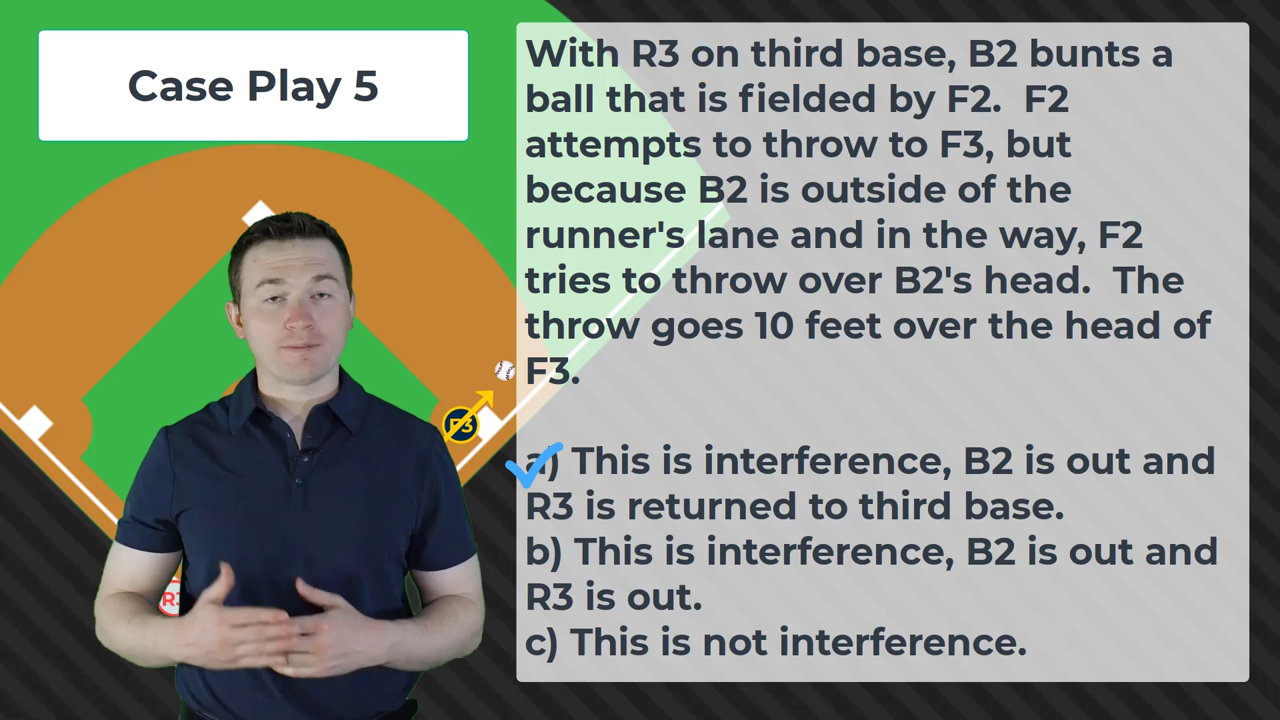 Case Play 5
With R3 on third base, B2 bunts a
ball that is fielded by F2.  F2
attempts to throw to F3, but
because B2 is outside of the
runner's lane and in the way, F2
tries to throw over B2's head.  The
throw goes 10 feet over the head of
F3.
a) This is interference, B2 is out and
R3 is returned to third base.
b) This is interference, B2 is out and
R3 is out.
c) This is not interference.
R3
R3